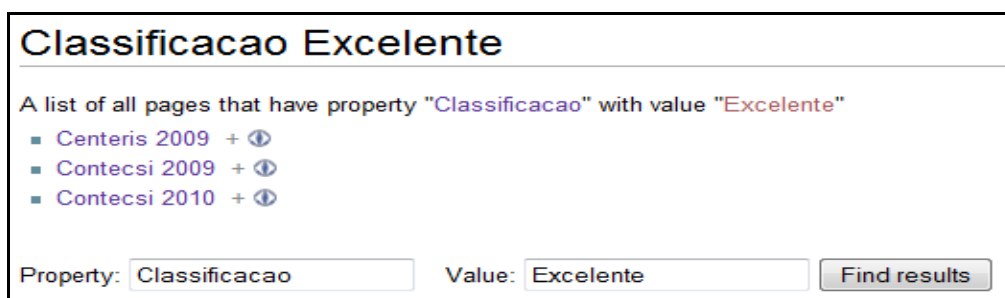 Classificacao Excelente
A list of all pages that have property "Classificacao" with value "Excelente"
Centeris 2009 +
Contecsi 2009 +
Contecsi 2010 +
Property: Classificacao Value: Excelente Find results